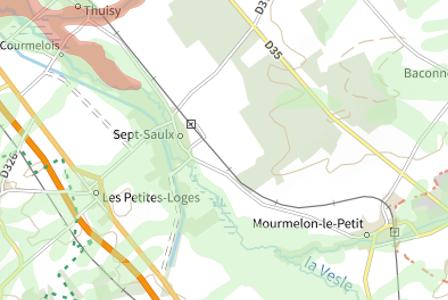 Thuisy
D35
Courmelois
Baconne
Sept-Saulx
D326
Les Petites-Loges
Mourmelon-le-Petit
la Vesle